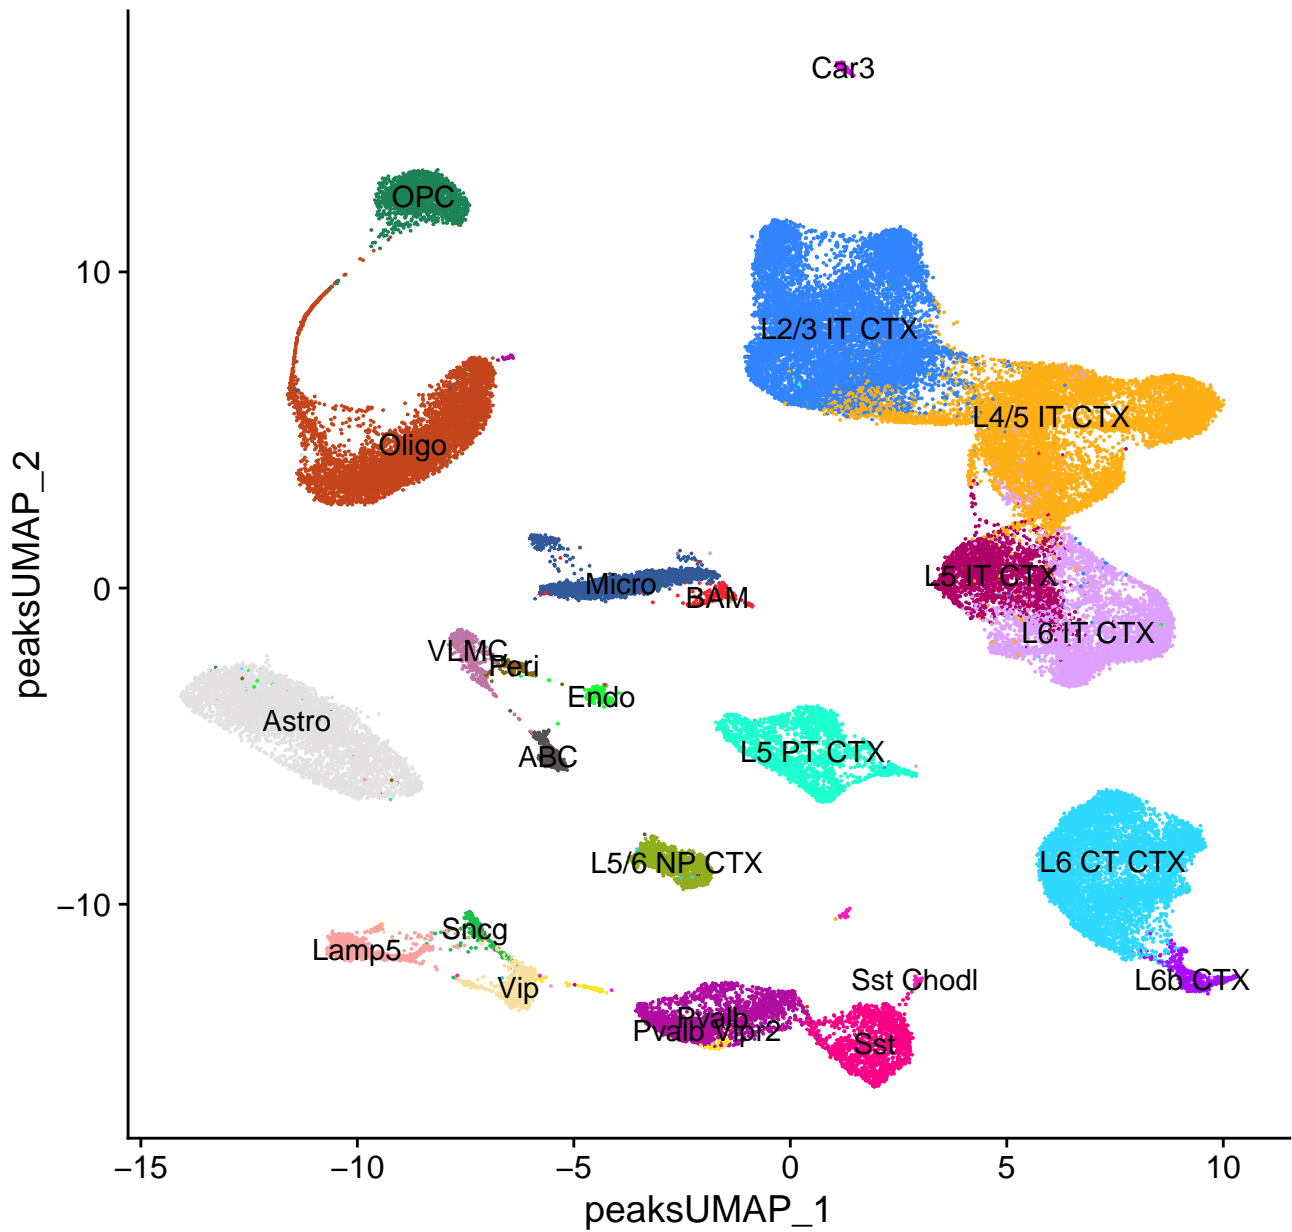 Car3
OPC
10
L2/3 IT CTX
L4/5 IT CTX
Oligo
peaksUMAP_2
0
Micro
BAM
L5 IT CTX
L6 IT CTX
VLMC
Peri
Endo
Astro
ABC
L5 PT CTX
L5/6 NP CTX
L6 CT CTX
−10
Sncg
Lamp5
Vip
Sst Chodl
L6b CTX
Pvalb
Pvalb Vipr2
Sst
−15
−10
−5
0
5
10
peaksUMAP_1